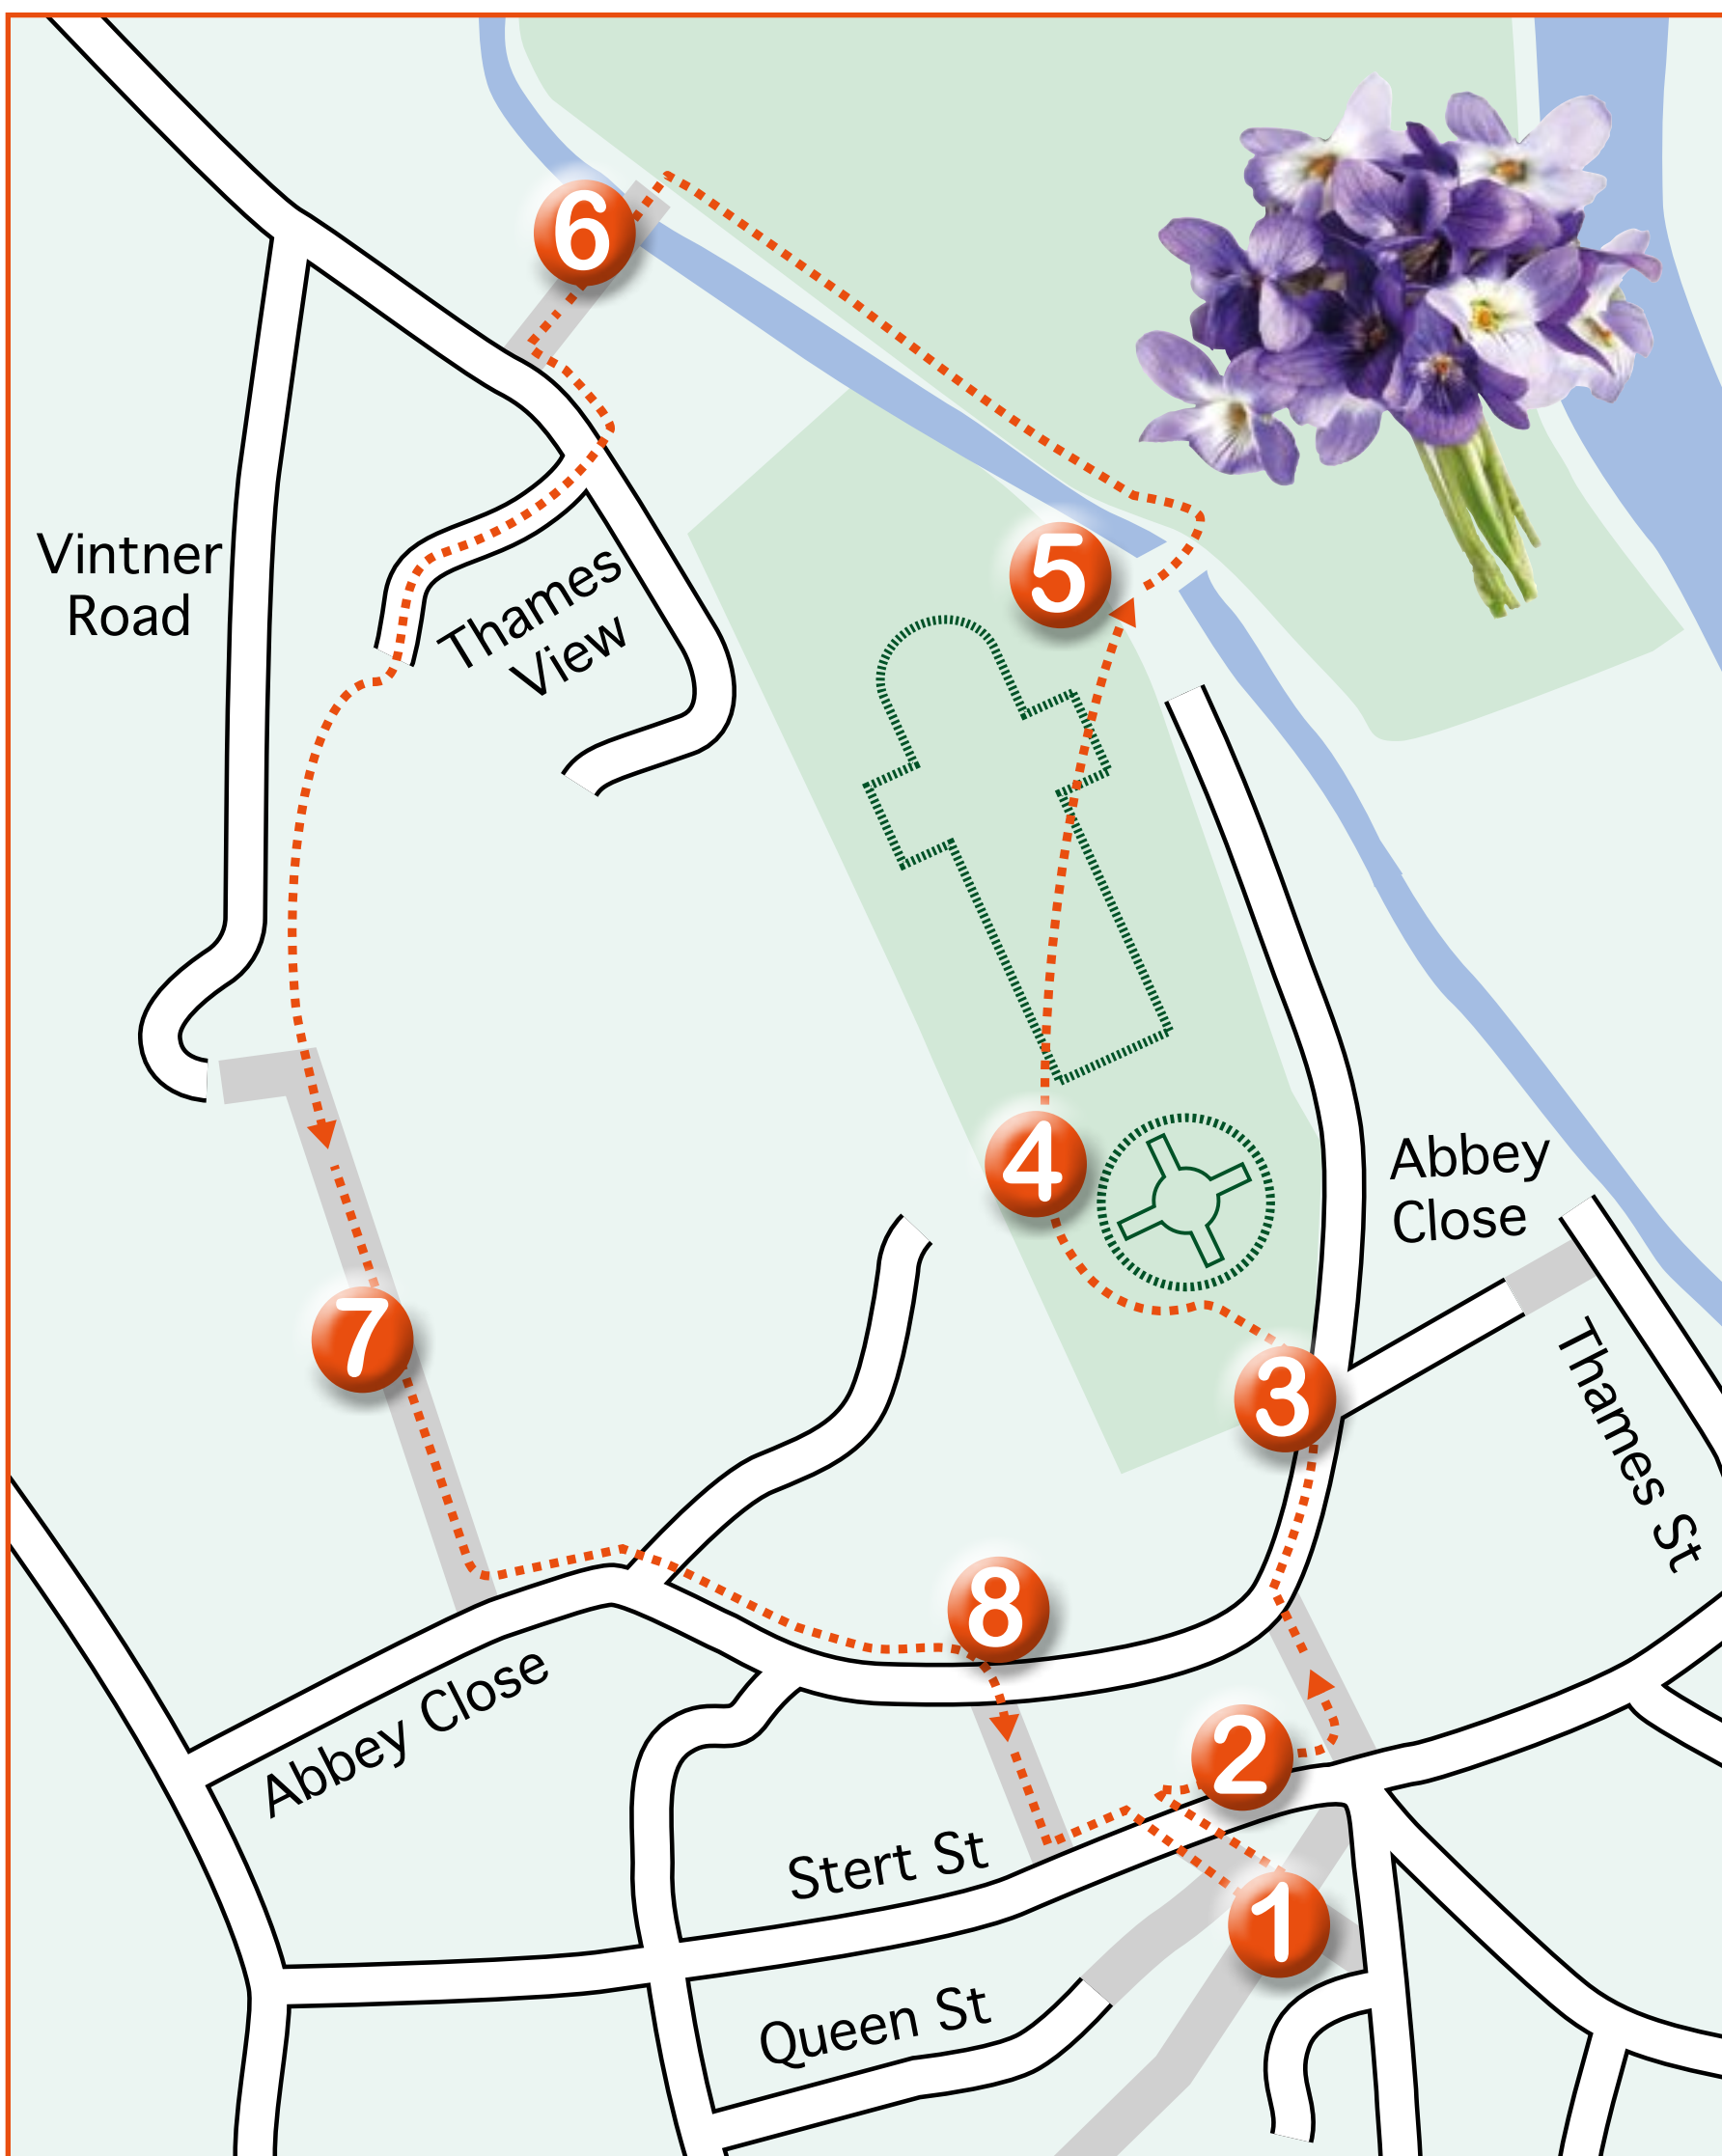 6
5
Vintner
Road
Thames
View
4
Abbey
Close
7
3
Thames St
8
2
Abbey Close
Stert St
1
Queen St